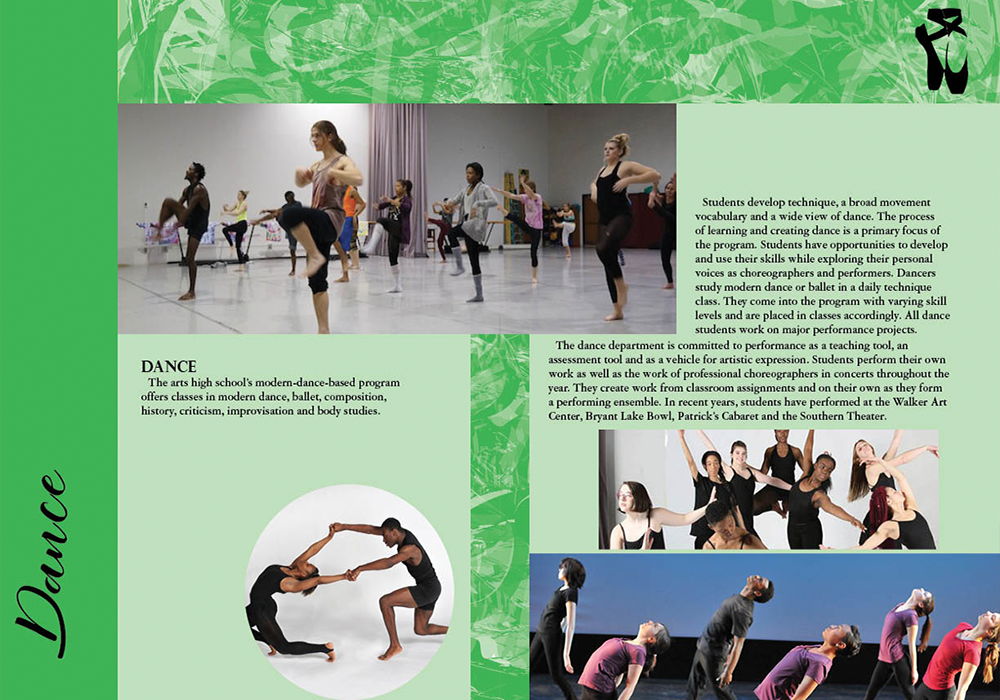 Dance
DANCE
The arts high school's modern-dance-based program
offers classes in modern dance, ballet, composition,
history, criticism, improvisation and body studies.
Students develop technique, a broad movement
vocabulary and a wide view of dance. The process
of learning and creating dance is a primary focus of
the program. Students have opportunities to develop
and use their skills while exploring their personal
voices as choreographers and performers. Dancers
study modern dance or ballet in a daily technique
class. They come into the program with varying skill
levels and are placed in classes accordingly. All dance
students work on major performance projects.
The dance department is committed to performance as a teaching tool, an
assessment tool and as a vehicle for artistic expression. Students perform their own
work as well as the work of professional choreographers in concerts throughout the
year. They create work from classroom assignments and on their own as they form
a performing ensemble. In recent years, students have performed at the Walker Art
Center, Bryant Lake Bowl, Patrick's Cabaret and the Southern Theater.